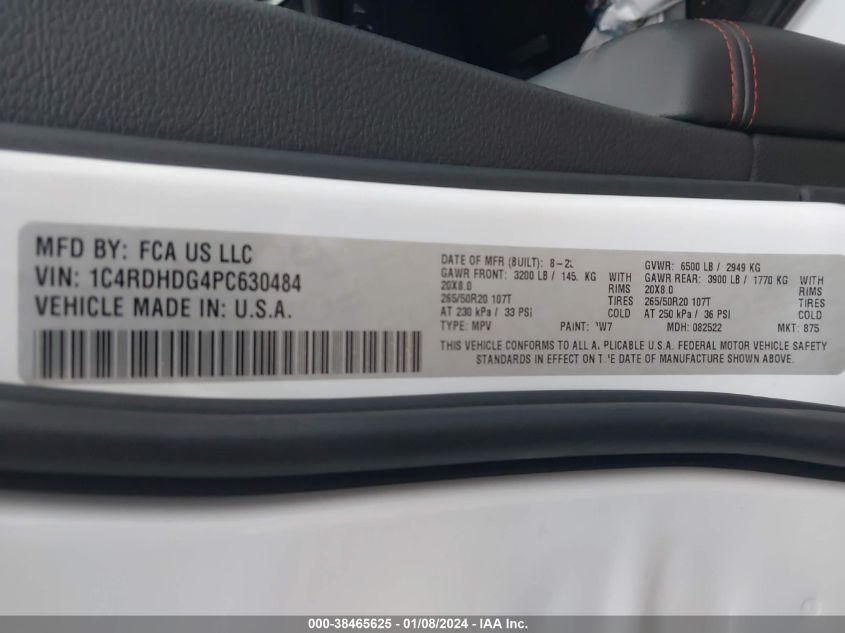 MFD BY: FCA US LLC
VIN: 1C4RDHDG4PC630484
VEHICLE MADE IN: U.S.A.
DATE OF MFR (BUILT):
GAWR FRONT: 3200 LB / KG WITH
20X8.0 RIMS
265/50R20 107T TIRES
AT 230 kPa / 33 PSI COLD
TYPE: MPV PAINT:
GVWR: 6500 LB / 2949 KG
GAWR REAR: 3900 LB / 1770 KG WITH
20X8.0 RIMS
265/50R20 107T TIRES
AT 250 kPa / 36 PSI COLD
MDH: 082522 MKT: 875
THIS VEHICLE CONFORMS TO ALL U.S.A. FEDERAL MOTOR VEHICLE SAFETY
STANDARDS IN EFFECT ON DATE OF MANUFACTURE SHOWN ABOVE.
000-38465625 - 01/08/2024 - IAA Inc.